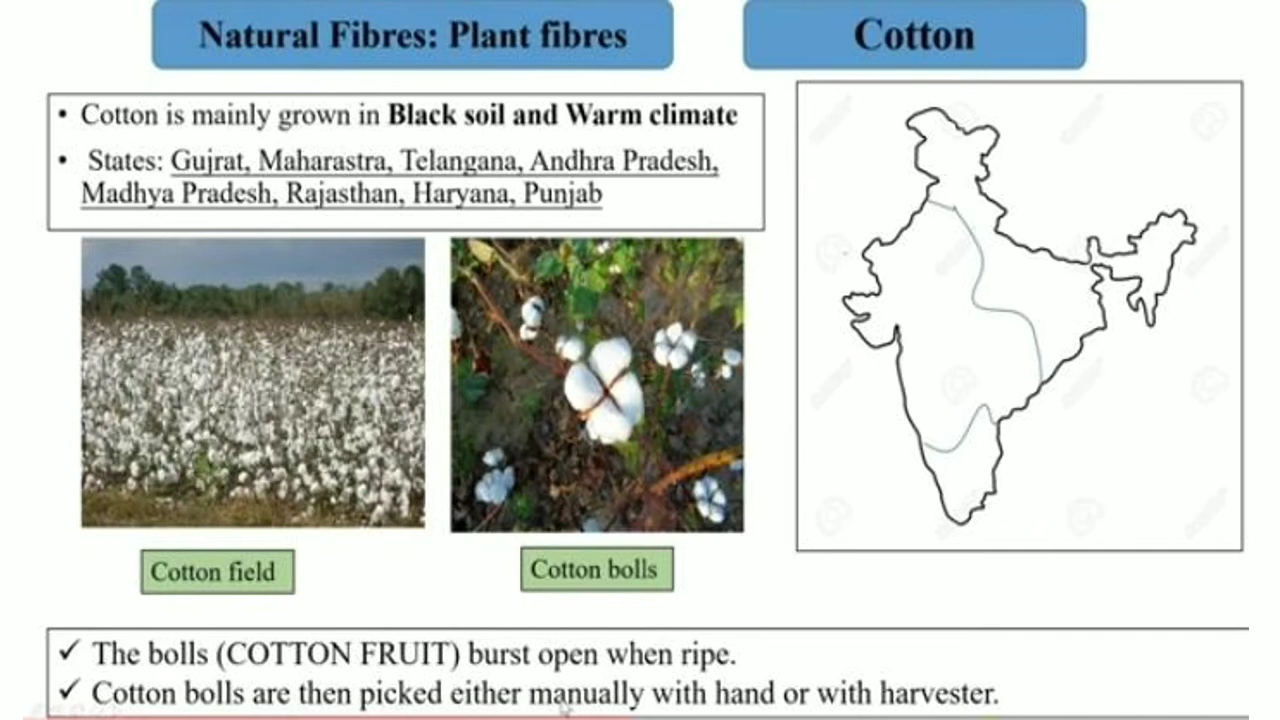 Natural Fibres: Plant fibres
Cotton
• Cotton is mainly grown in Black soil and Warm climate
• States: Gujrat, Maharastra, Telangana, Andhra Pradesh,
Madhya Pradesh, Rajasthan, Haryana, Punjab
Cotton field
Cotton bolls
✓ The bolls (COTTON FRUIT) burst open when ripe.
✓ Cotton bolls are then picked either manually with hand or with harvester.